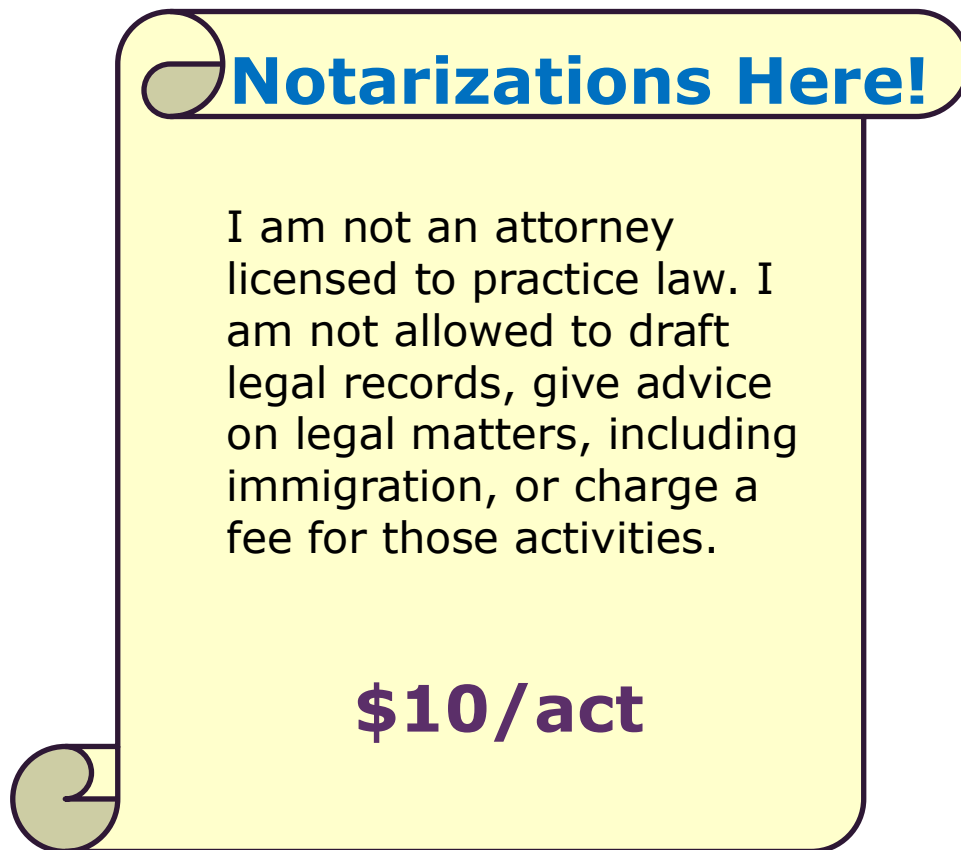 Notarizations Here!
I am not an attorney
licensed to practice law. I
am not allowed to draft
legal records, give advice
on legal matters, including
immigration, or charge a
fee for those activities.
$10/act